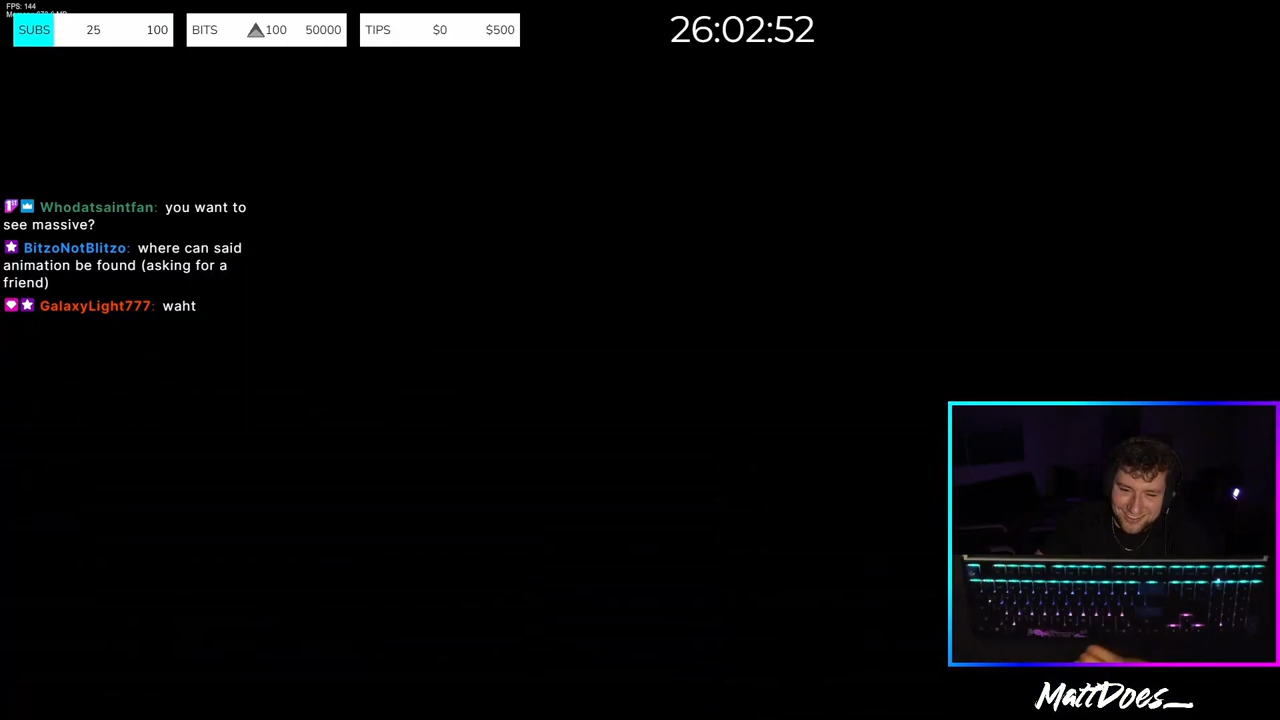 FPS: 144
SUBS 25 100
BITS 100 50000
TIPS $0 $500
26:02:52
Whodatsaintfan: you want to
see massive?
BitzoNotBlitzo: where can said
animation be found (asking for a
friend)
GalaxyLight777: waht
MattDoes_